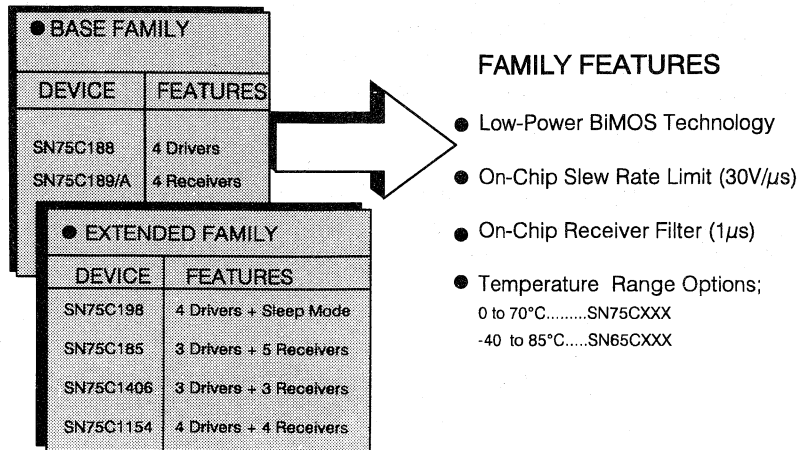 ● BASE FAMILY
DEVICE FEATURES
SN75C188 4 Drivers
SN75C189/A 4 Receivers
● EXTENDED FAMILY
DEVICE FEATURES
SN75C198 4 Drivers + Sleep Mode
SN75C185 3 Drivers + 5 Receivers
SN75C1406 3 Drivers + 3 Receivers
SN75C1154 4 Drivers + 4 Receivers
FAMILY FEATURES
● Low-Power BiMOS Technology
● On-Chip Slew Rate Limit (30V/µs)
● On-Chip Receiver Filter (1µs)
● Temperature Range Options;
0 to 70°C.........SN75CXXX
-40 to 85°C.....SN65CXXX